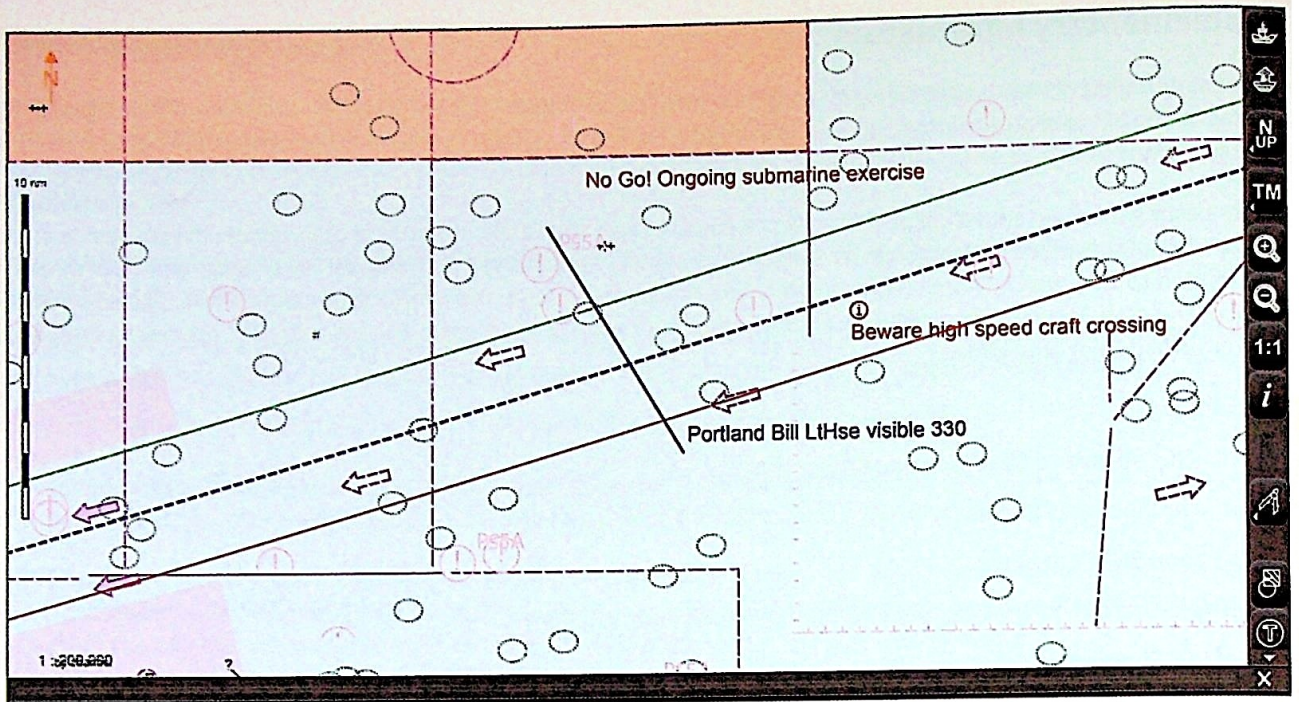 N
N
UP
10 nm
No Go! Ongoing submarine exercise
TM
Beware high speed craft crossing
1:1
i
Portland Bill LtHse visible 330
T
X